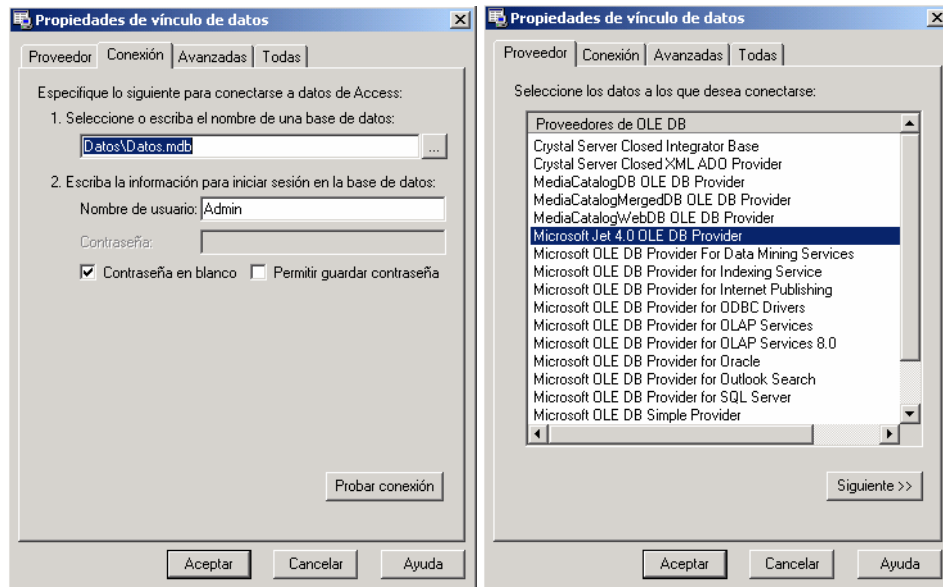 Propiedades de vínculo de datos
Proveedor Conexión Avanzadas Todas
Especifique lo siguiente para conectarse a datos de Access:
1. Seleccione o escriba el nombre de una base de datos:
Datos\Datos.mdb ...
2. Escriba la información para iniciar sesión en la base de datos:
Nombre de usuario: Admin
Contraseña:
Contraseña en blanco Permitir guardar contraseña
Probar conexión
Aceptar Cancelar Ayuda
Propiedades de vínculo de datos
Proveedor Conexión Avanzadas Todas
Seleccione los datos a los que desea conectarse:
Proveedores de OLE DB
Crystal Server Closed Integrator Base
Crystal Server Closed XML ADO Provider
MediaCatalogDB OLE DB Provider
MediaCatalogMergedDB OLE DB Provider
MediaCatalogWebDB OLE DB Provider
Microsoft Jet 4.0 OLE DB Provider
Microsoft OLE DB Provider For Data Mining Services
Microsoft OLE DB Provider for Indexing Service
Microsoft OLE DB Provider for Internet Publishing
Microsoft OLE DB Provider for ODBC Drivers
Microsoft OLE DB Provider for OLAP Services
Microsoft OLE DB Provider for OLAP Services 8.0
Microsoft OLE DB Provider for Oracle
Microsoft OLE DB Provider for Outlook Search
Microsoft OLE DB Provider for SQL Server
Microsoft OLE DB Simple Provider
Siguiente >>
Aceptar Cancelar Ayuda